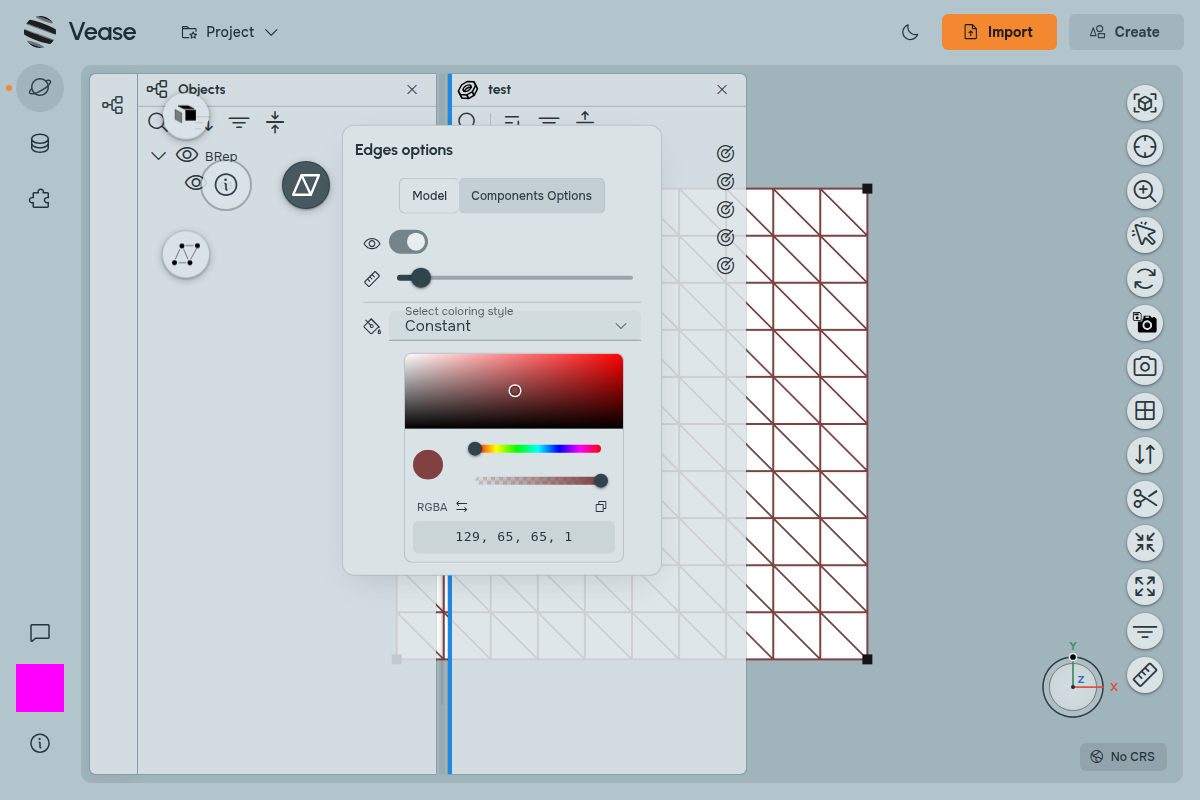 Vease
Project
Import
Create
Objects
test
BRep
Edges options
Model
Components Options
Select coloring style
Constant
RGBA
129, 65, 65, 1
Y
Z
X
No CRS